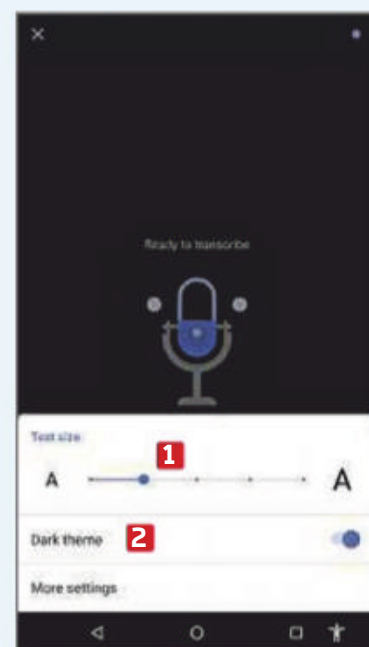 Ready to transcribe
Text size
1
A A
Dark theme 2
More settings